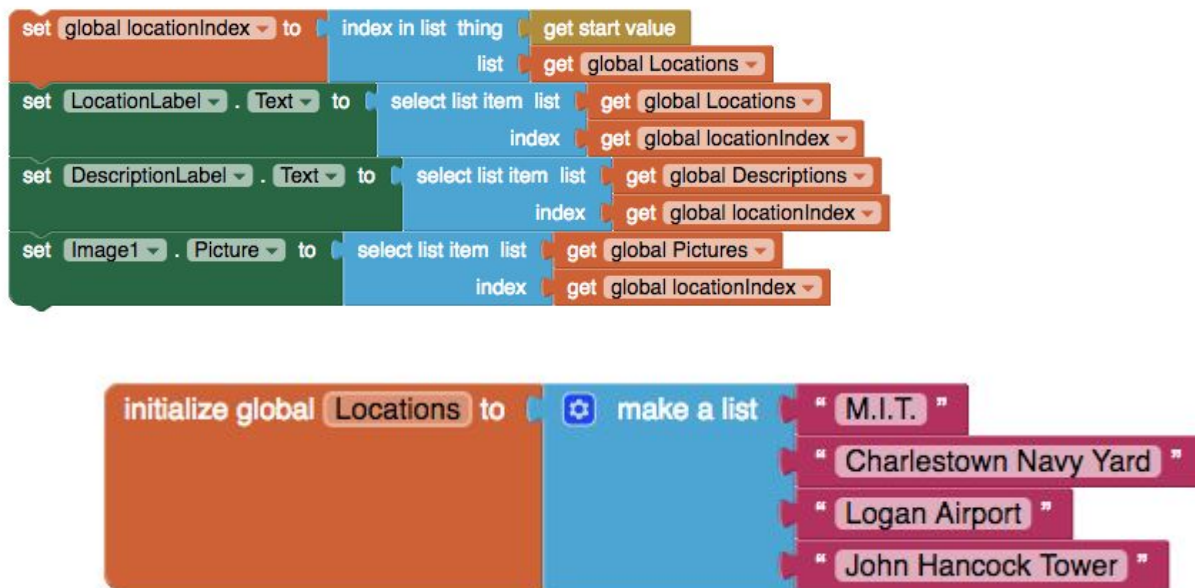 set global locationIndex to index in list thing get start value
list get global Locations
set LocationLabel . Text to select list item list get global Locations
index get global locationIndex
set DescriptionLabel . Text to select list item list get global Descriptions
index get global locationIndex
set Image1 . Picture to select list item list get global Pictures
index get global locationIndex
initialize global Locations to make a list " M.I.T. "
" Charlestown Navy Yard "
" Logan Airport "
" John Hancock Tower "